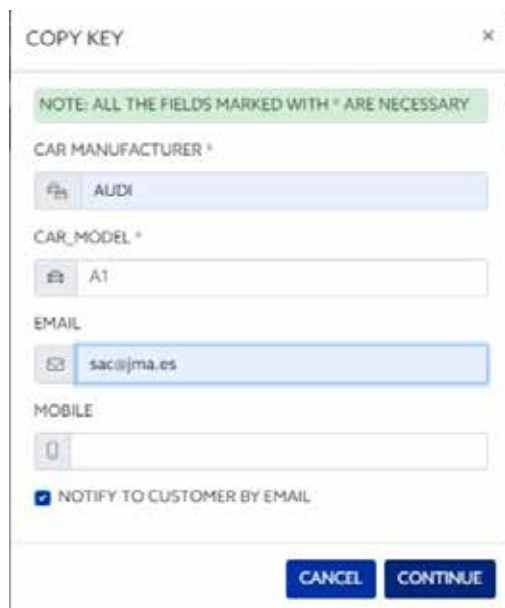 COPY KEY ×
NOTE: ALL THE FIELDS MARKED WITH * ARE NECESSARY
CAR MANUFACTURER *
AUDI
CAR_MODEL *
A1
EMAIL
sac@jma.es
MOBILE
NOTIFY TO CUSTOMER BY EMAIL
CANCEL CONTINUE